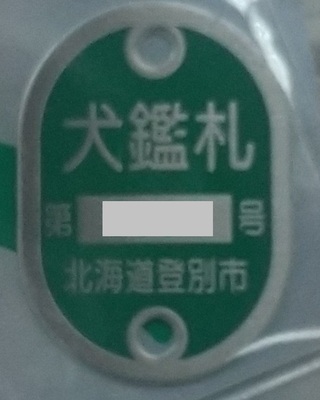 犬鑑札
第 号
北海道登別市